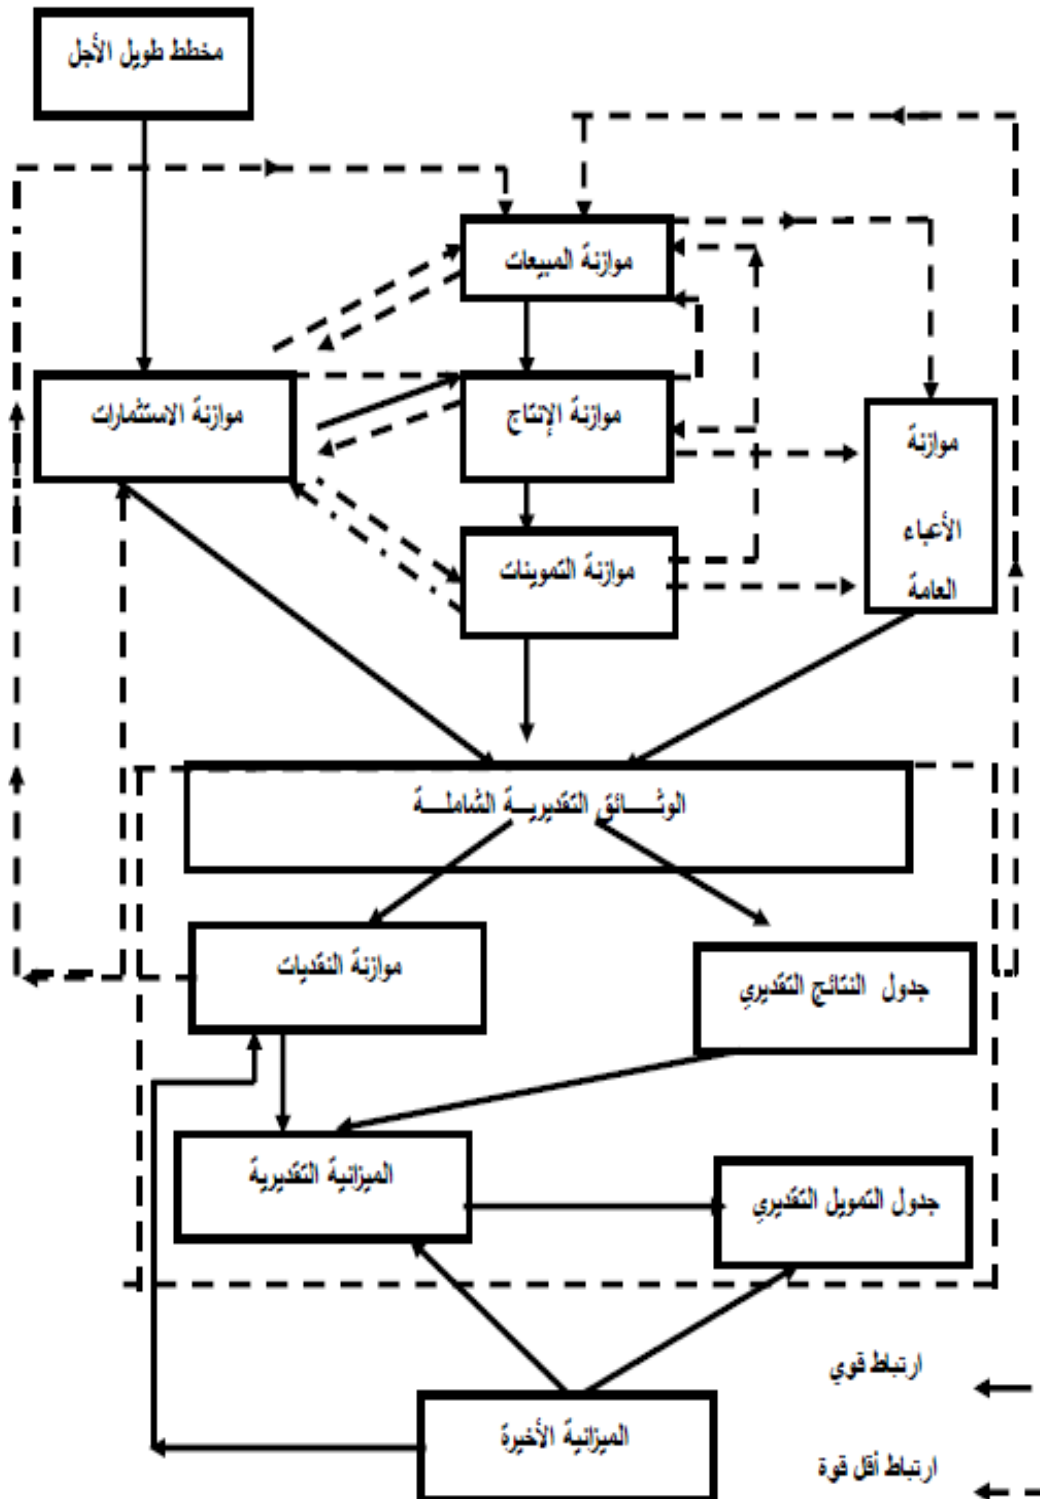 مخطط طويل الأجل
موازنة المبيعات
موازنة الاستثمارات
موازنة الإنتاج
موازنة
الأعباء
العامة
موازنة التموينات
الوثـــائق التقديريـــة الشاملـــة
موازنة النقديات
جدول النتائج التقديري
الميزانية التقديرية
جدول التمويل التقديري
ارتباط قوي
الميزانية الأخيرة
ارتباط أقل قوة